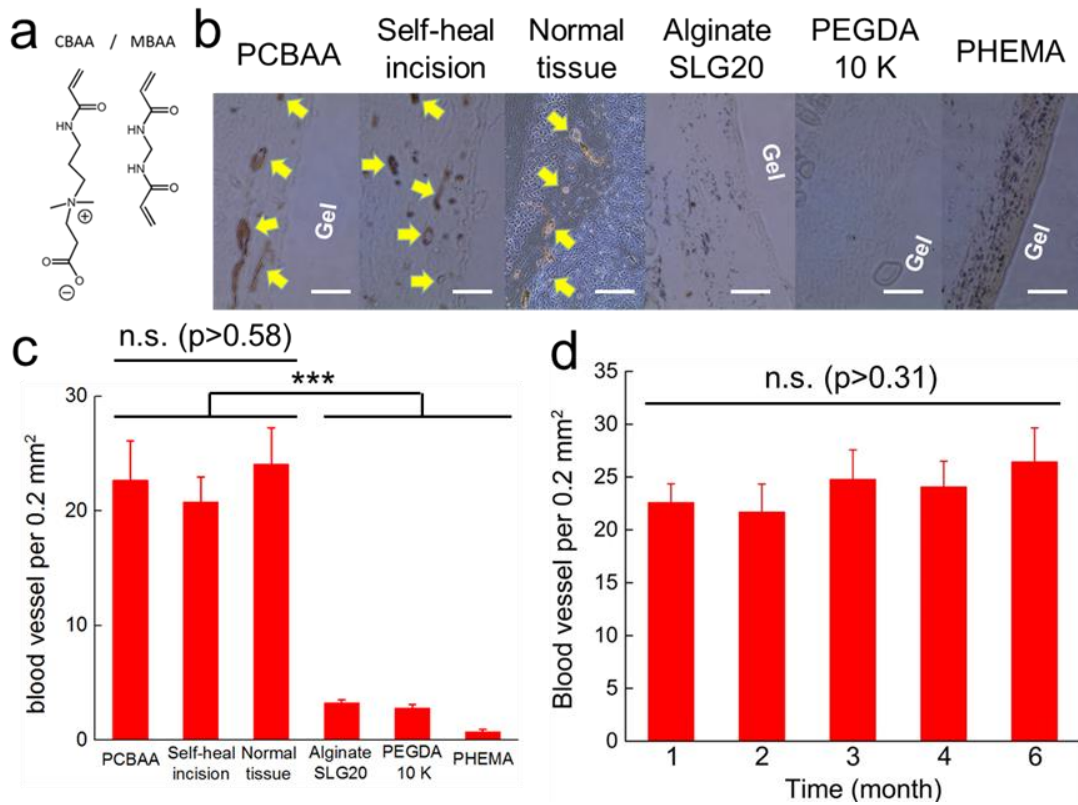 a
CBAA / MBAA
O
HN
N
⊕
O
O
⊖
O
NH
HN
O
b
PCBAA
Self-heal
incision
Normal
tissue
Alginate
SLG20
PEGDA
10 K
PHEMA
Gel
Gel
Gel
Gel
c
n.s. (p>0.58)
***
blood vessel per 0.2 mm²
30
20
10
0
PCBAA
Self-heal
incision
Normal
tissue
Alginate
SLG20
PEGDA
10 K
PHEMA
d
n.s. (p>0.31)
Blood vessel per 0.2 mm²
35
30
25
20
15
10
5
0
1 2 3 4 6
Time (month)